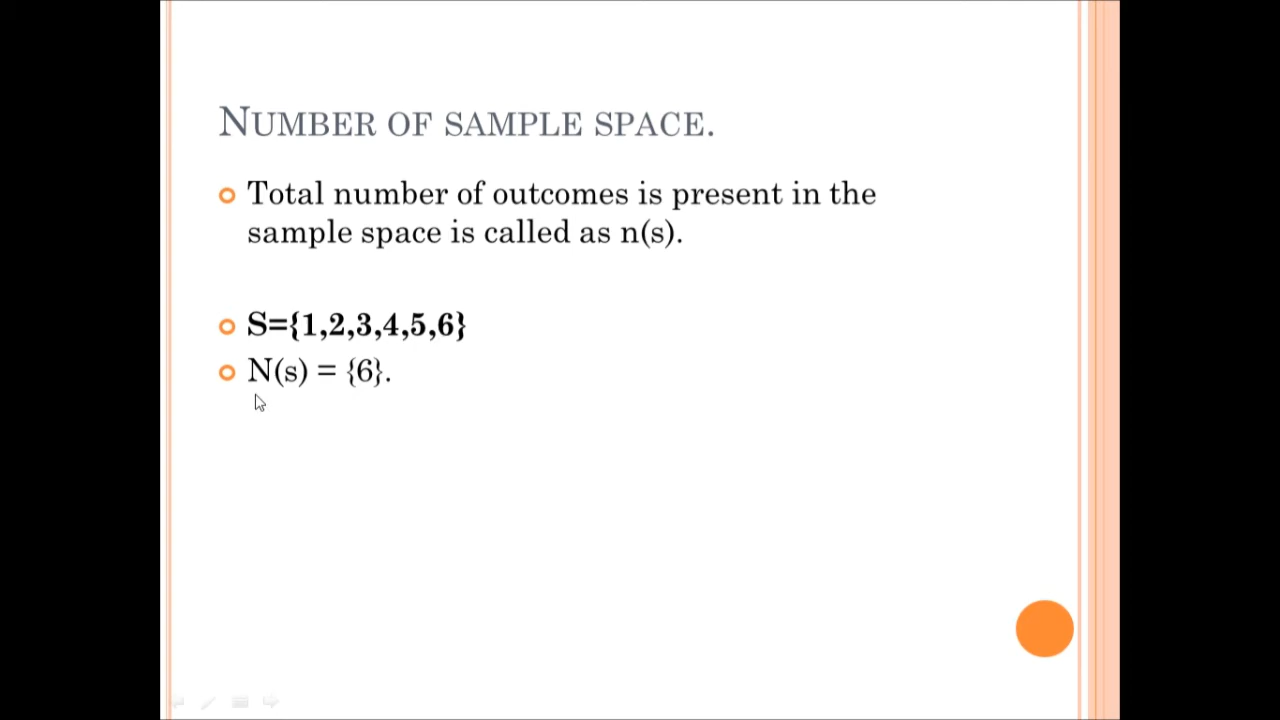 NUMBER OF SAMPLE SPACE.
Total number of outcomes is present in the
sample space is called as n(s).
S={1,2,3,4,5,6}
N(s) = {6}.